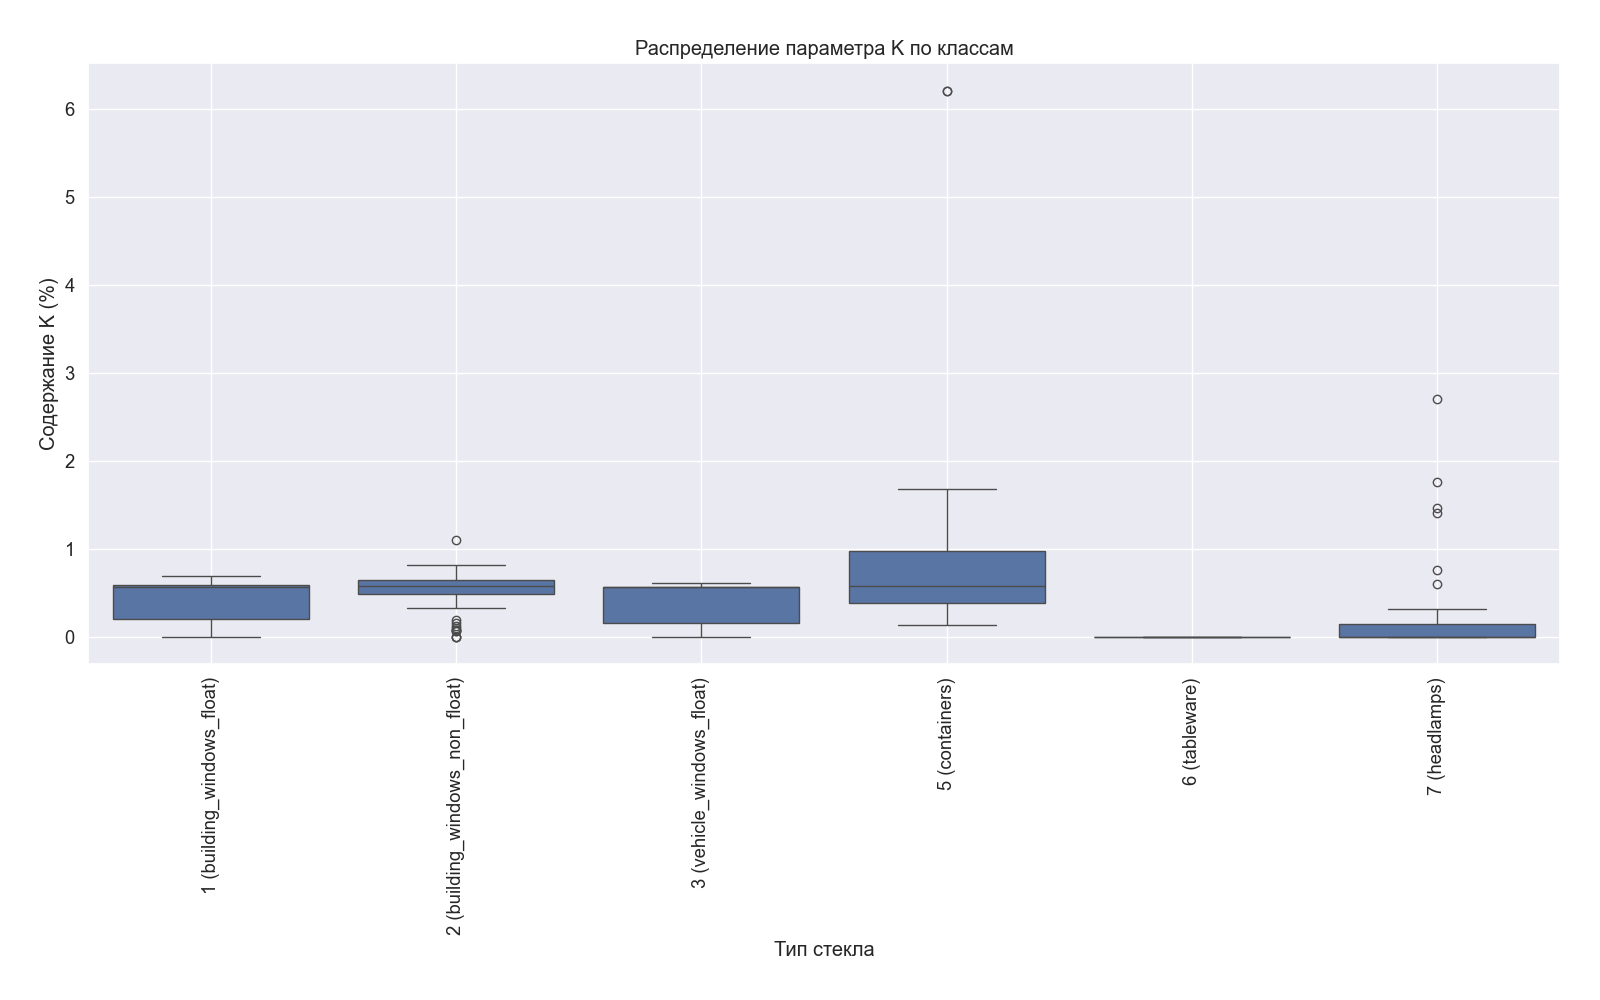 Распределение параметра K по классам
Содержание K (%)
6
5
4
3
2
1
0
1 (building_windows_float)
2 (building_windows_non_float)
3 (vehicle_windows_float)
5 (containers)
6 (tableware)
7 (headlamps)
Тип стекла